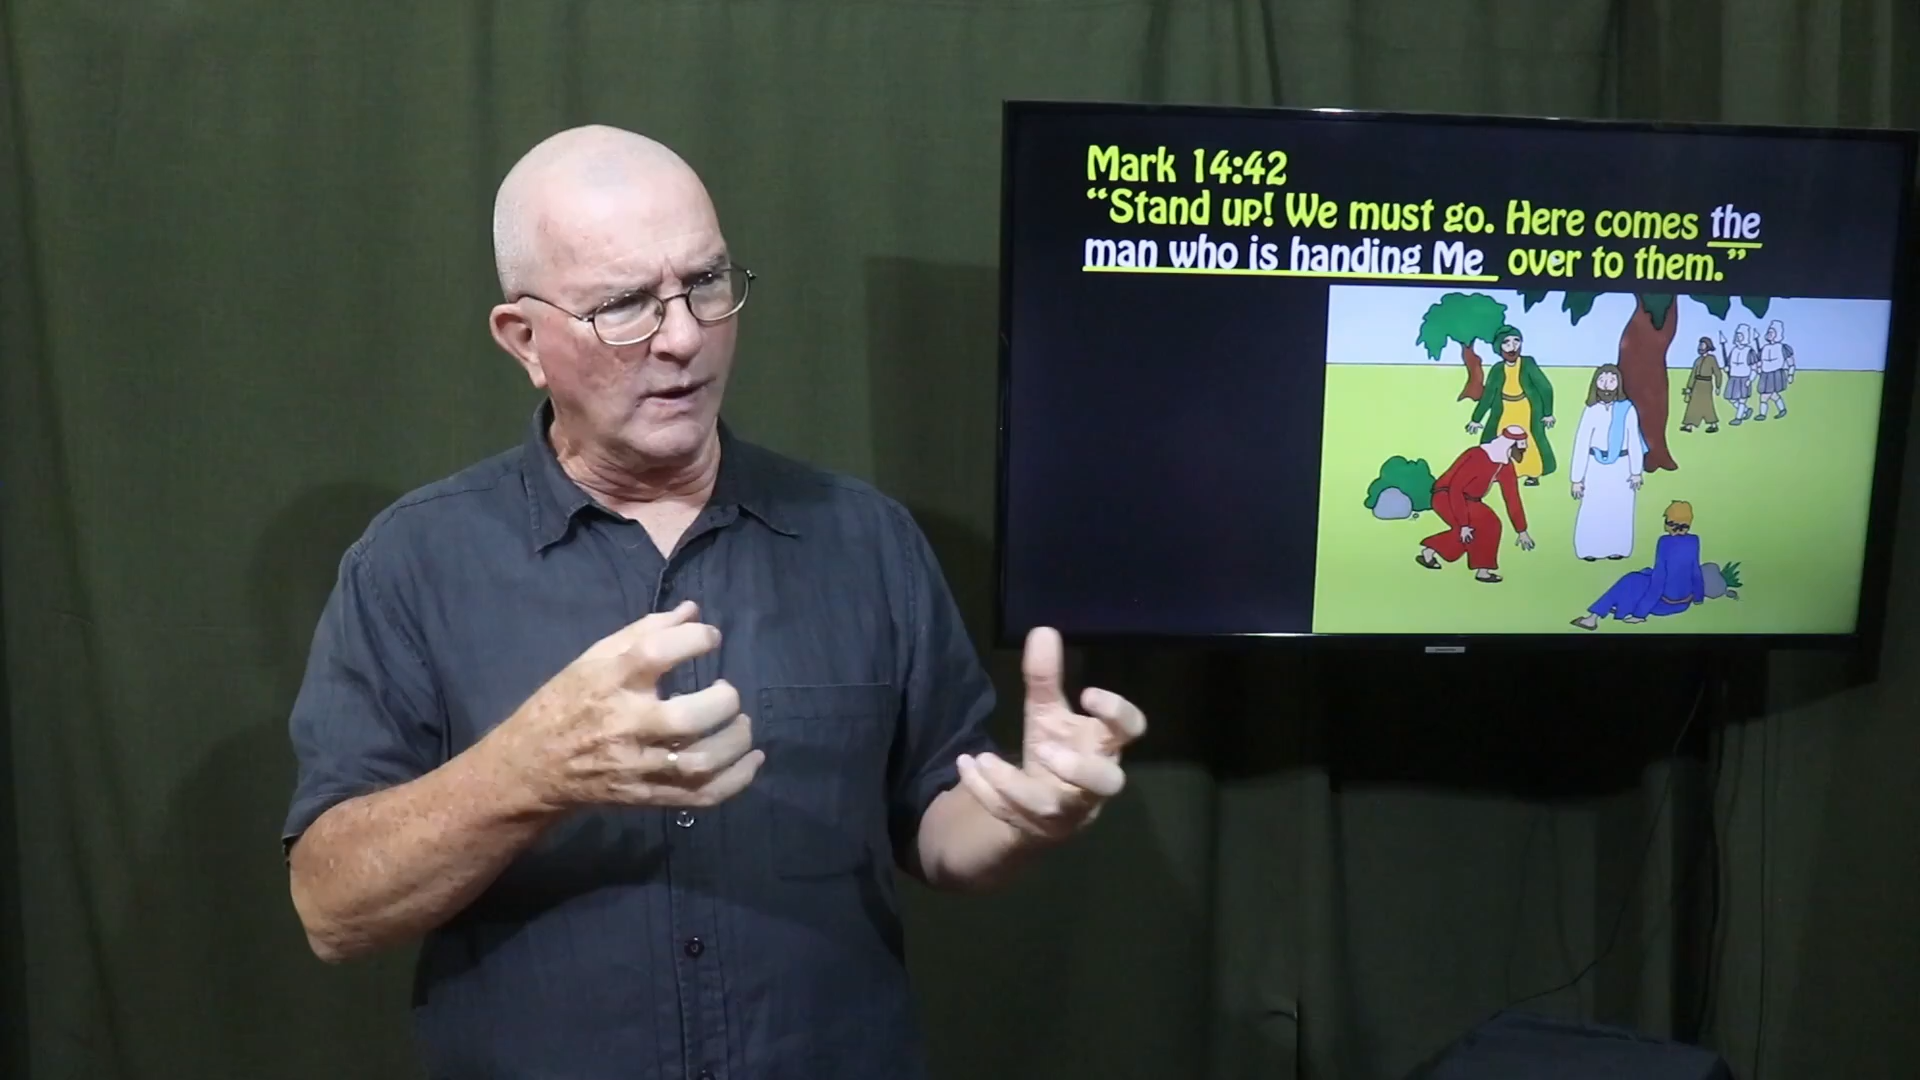 Mark 14:42
“Stand up! We must go. Here comes the
man who is handing Me over to them.”